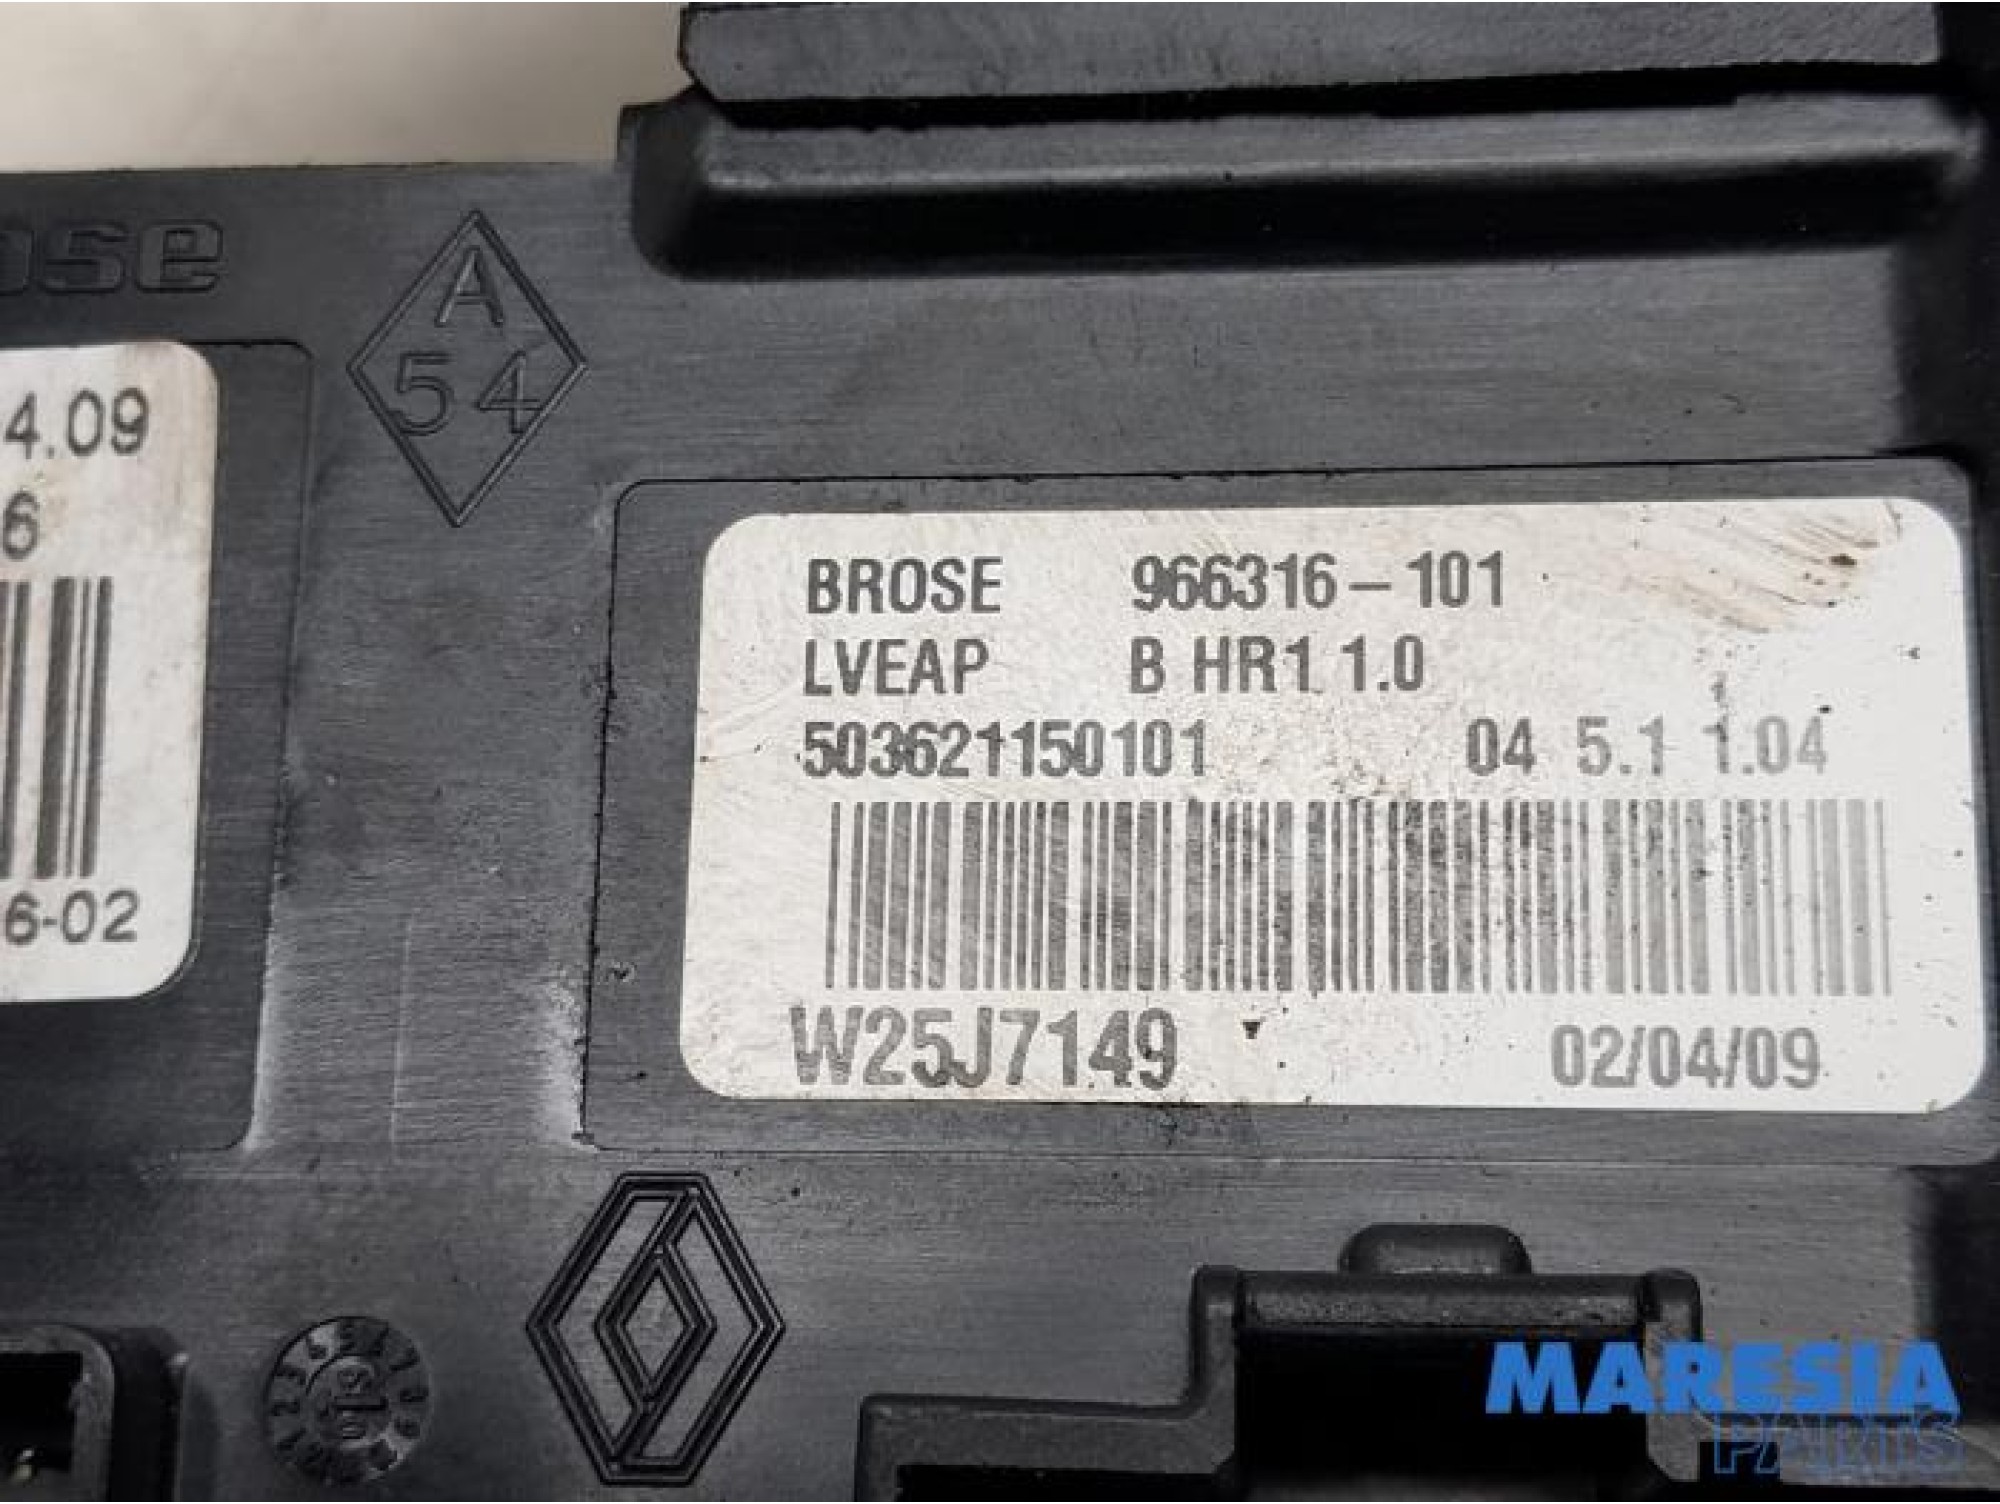 ose
A
54
4.09
6
6-02
BROSE 966316-101
LVEAP B HR1 1.0
503621150101 04 5.1 1.04
W25J7149 02/04/09
MARESIA
PARTS